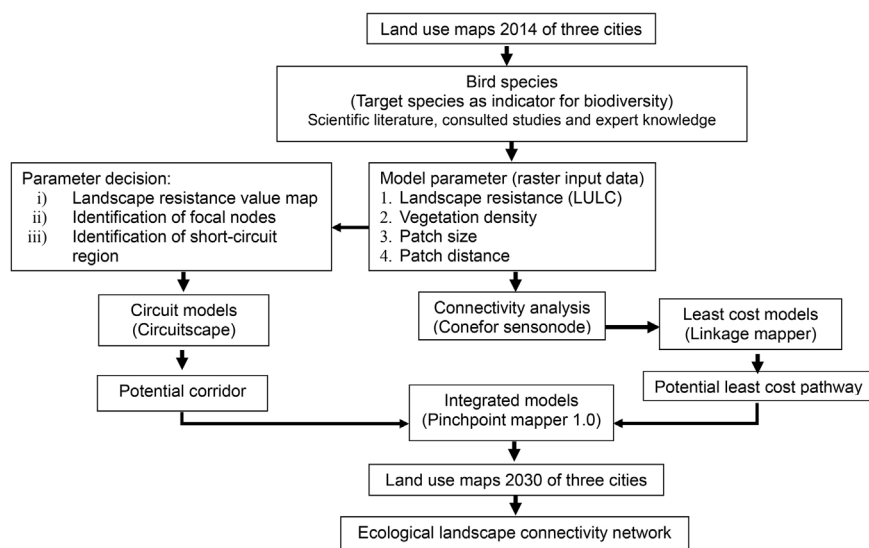 Land use maps 2014 of three cities
Bird species
(Target species as indicator for biodiversity)
Scientific literature, consulted studies and expert knowledge
Parameter decision:
i) Landscape resistance value map
ii) Identification of focal nodes
iii) Identification of short-circuit
region
Model parameter (raster input data)
1. Landscape resistance (LULC)
2. Vegetation density
3. Patch size
4. Patch distance
Circuit models
(Circuitscape)
Connectivity analysis
(Conefor sensonode)
Least cost models
(Linkage mapper)
Potential corridor
Integrated models
(Pinchpoint mapper 1.0)
Potential least cost pathway
Land use maps 2030 of three cities
Ecological landscape connectivity network